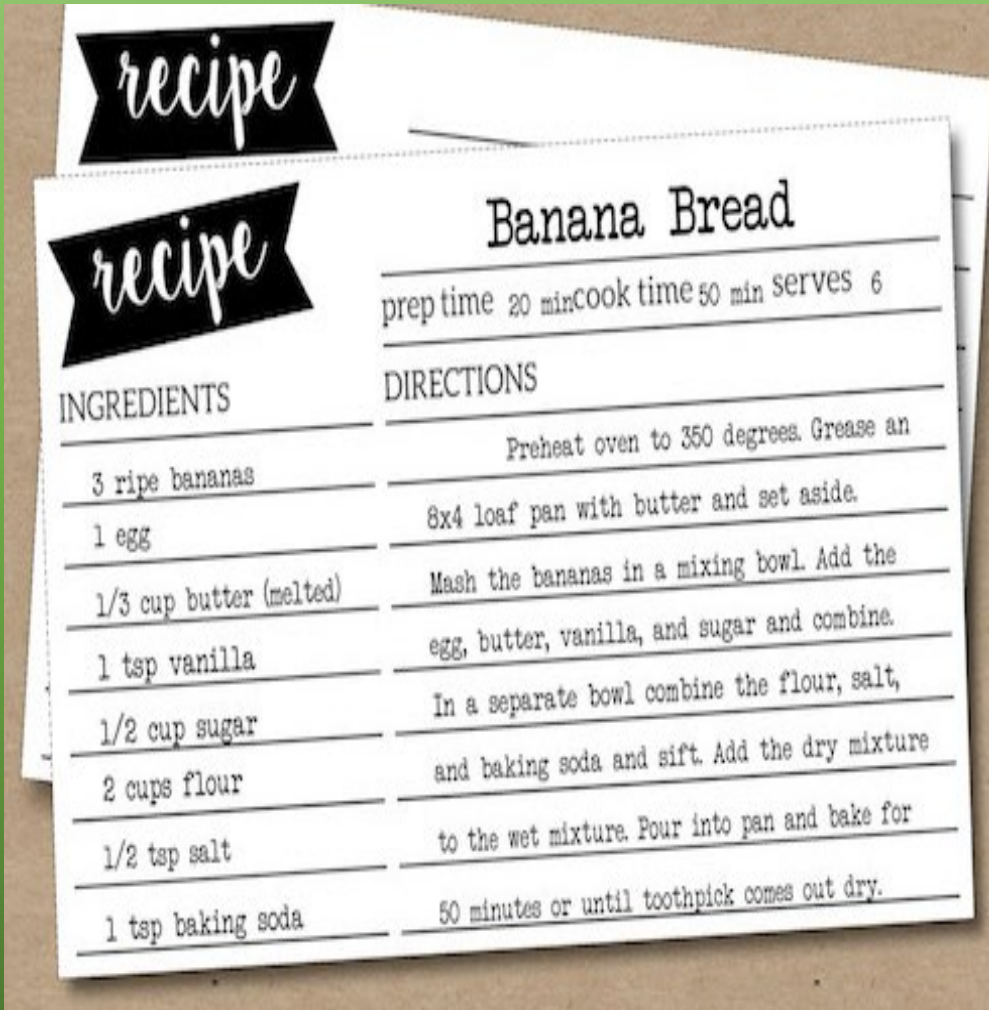 recipe
recipe
Banana Bread
prep time 20 min cook time 50 min serves 6
INGREDIENTS
3 ripe bananas
1 egg
1/3 cup butter (melted)
1 tsp vanilla
1/2 cup sugar
2 cups flour
1/2 tsp salt
1 tsp baking soda
DIRECTIONS
Preheat oven to 350 degrees. Grease an
8x4 loaf pan with butter and set aside.
Mash the bananas in a mixing bowl. Add the
egg, butter, vanilla, and sugar and combine.
In a separate bowl combine the flour, salt,
and baking soda and sift. Add the dry mixture
to the wet mixture. Pour into pan and bake for
50 minutes or until toothpick comes out dry.